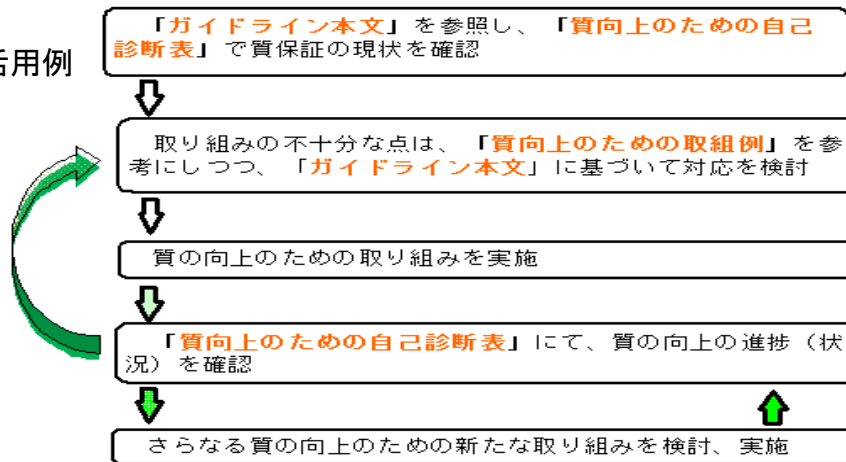 「ガイドライン本文」を参照し、「質向上のための自己
診断表」で質保証の現状を確認
活用例
取り組みの不十分な点は、「質向上のための取組例」を参
考にしつつ、「ガイドライン本文」に基づいて対応を検討
質の向上のための取り組みを実施
「質向上のための自己診断表」にて、質の向上の進捗（状
況）を確認
さらなる質の向上のための新たな取り組みを検討、実施